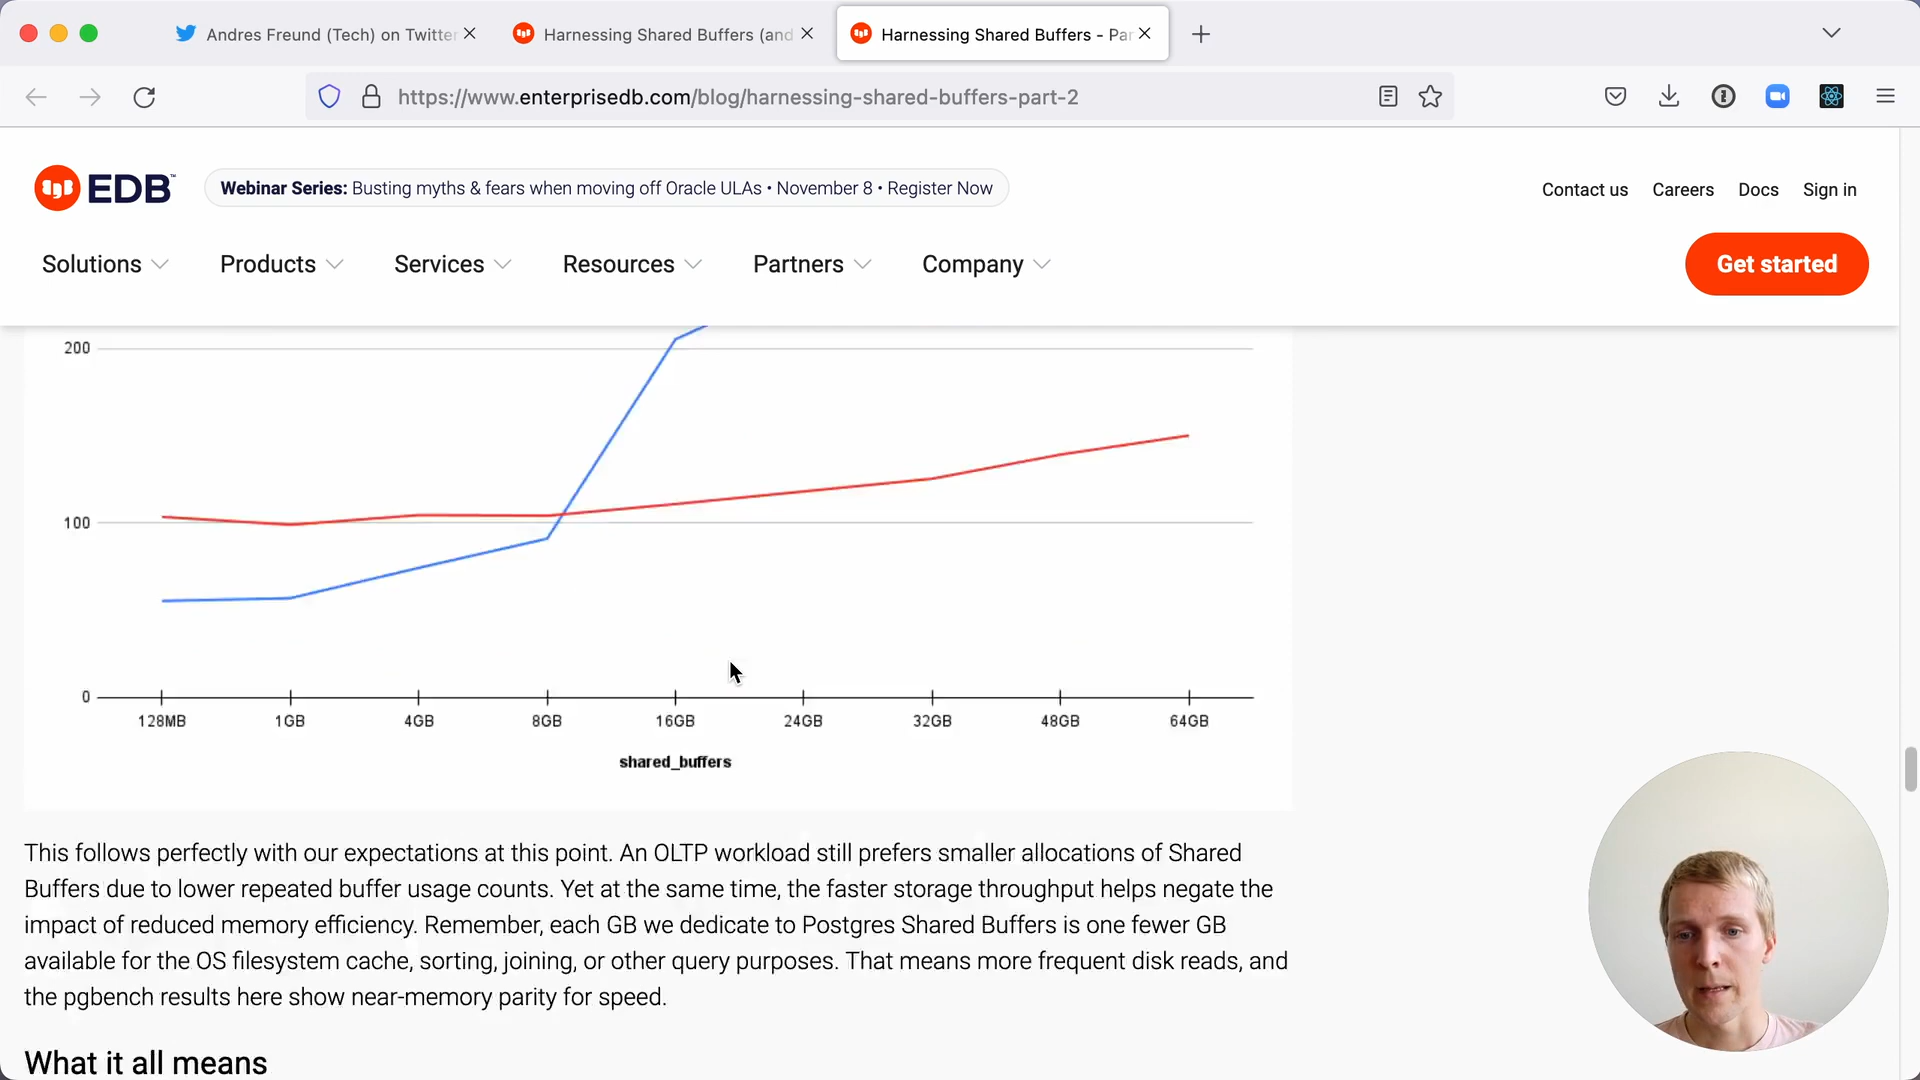 Andres Freund (Tech) on Twitter
Harnessing Shared Buffers (and
Harnessing Shared Buffers - Par
https://www.enterprisedb.com/blog/harnessing-shared-buffers-part-2
EDB™
Webinar Series: Busting myths & fears when moving off Oracle ULAs • November 8 • Register Now
Contact us Careers Docs Sign in
Solutions Products Services Resources Partners Company
Get started
200
100
0
128MB 1GB 4GB 8GB 16GB 24GB 32GB 48GB 64GB
shared_buffers
This follows perfectly with our expectations at this point. An OLTP workload still prefers smaller allocations of Shared
Buffers due to lower repeated buffer usage counts. Yet at the same time, the faster storage throughput helps negate the
impact of reduced memory efficiency. Remember, each GB we dedicate to Postgres Shared Buffers is one fewer GB
available for the OS filesystem cache, sorting, joining, or other query purposes. That means more frequent disk reads, and
the pgbench results here show near-memory parity for speed.
What it all means